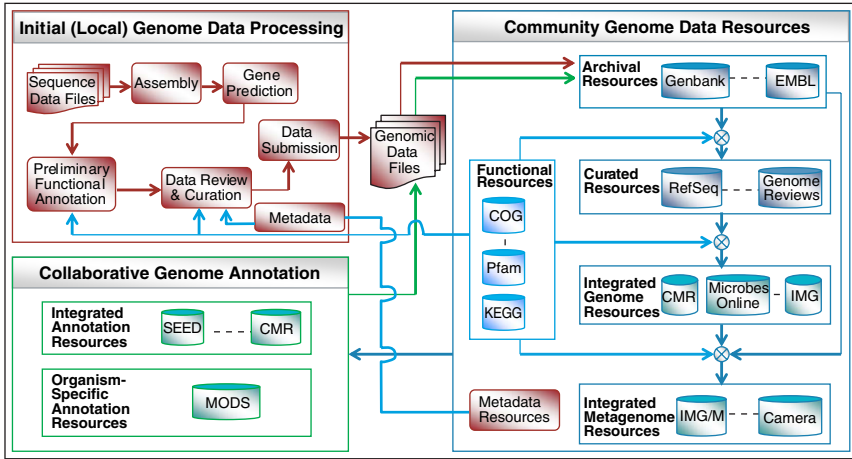 Initial (Local) Genome Data Processing
Sequence
Data Files
Assembly
Gene
Prediction
Data
Submission
Preliminary
Functional
Annotation
Data Review
& Curation
Metadata
Genomic
Data
Files
Collaborative Genome Annotation
Integrated
Annotation
Resources
SEED
CMR
Organism-
Specific
Annotation
Resources
MODS
Community Genome Data Resources
Archival
Resources
Genbank
EMBL
Functional
Resources
COG
Pfam
KEGG
Curated
Resources
RefSeq
Genome
Reviews
Integrated
Genome
Resources
CMR
Microbes
Online
IMG
Metadata
Resources
Integrated
Metagenome
Resources
IMG/M
Camera